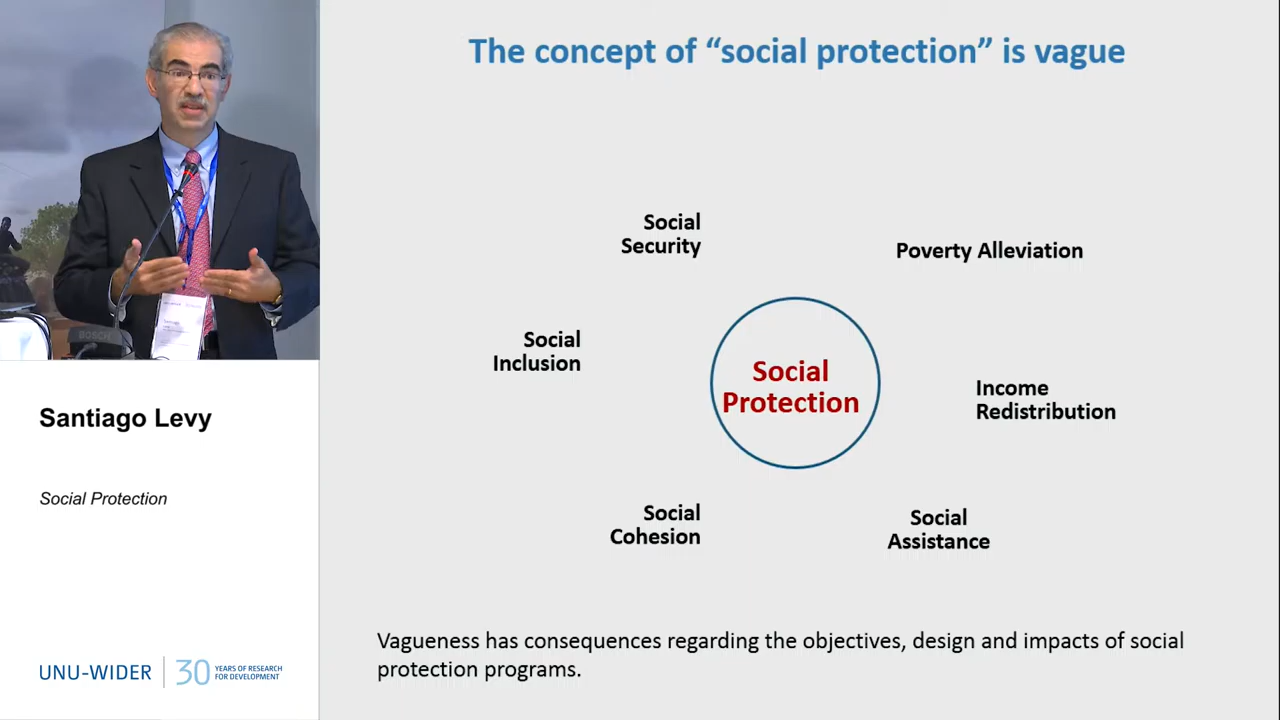 The concept of “social protection” is vague
Social
Security
Poverty Alleviation
Social
Inclusion
Social
Protection
Income
Redistribution
Social
Cohesion
Social
Assistance
Vagueness has consequences regarding the objectives, design and impacts of social
protection programs.
BOSCH
Santiago Levy
Social Protection
UNU-WIDER
30 YEARS OF RESEARCH
FOR DEVELOPMENT